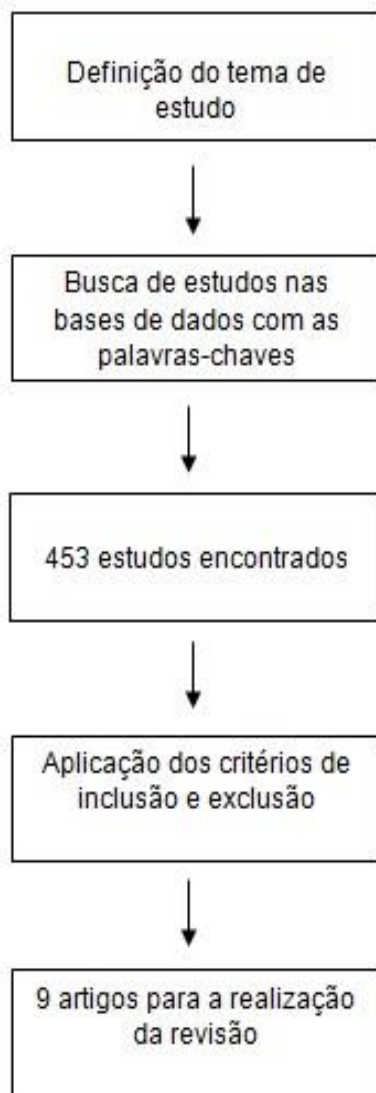 Definição do tema de
estudo
Busca de estudos nas
bases de dados com as
palavras-chaves
453 estudos encontrados
Aplicação dos critérios de
inclusão e exclusão
9 artigos para a realização
da revisão